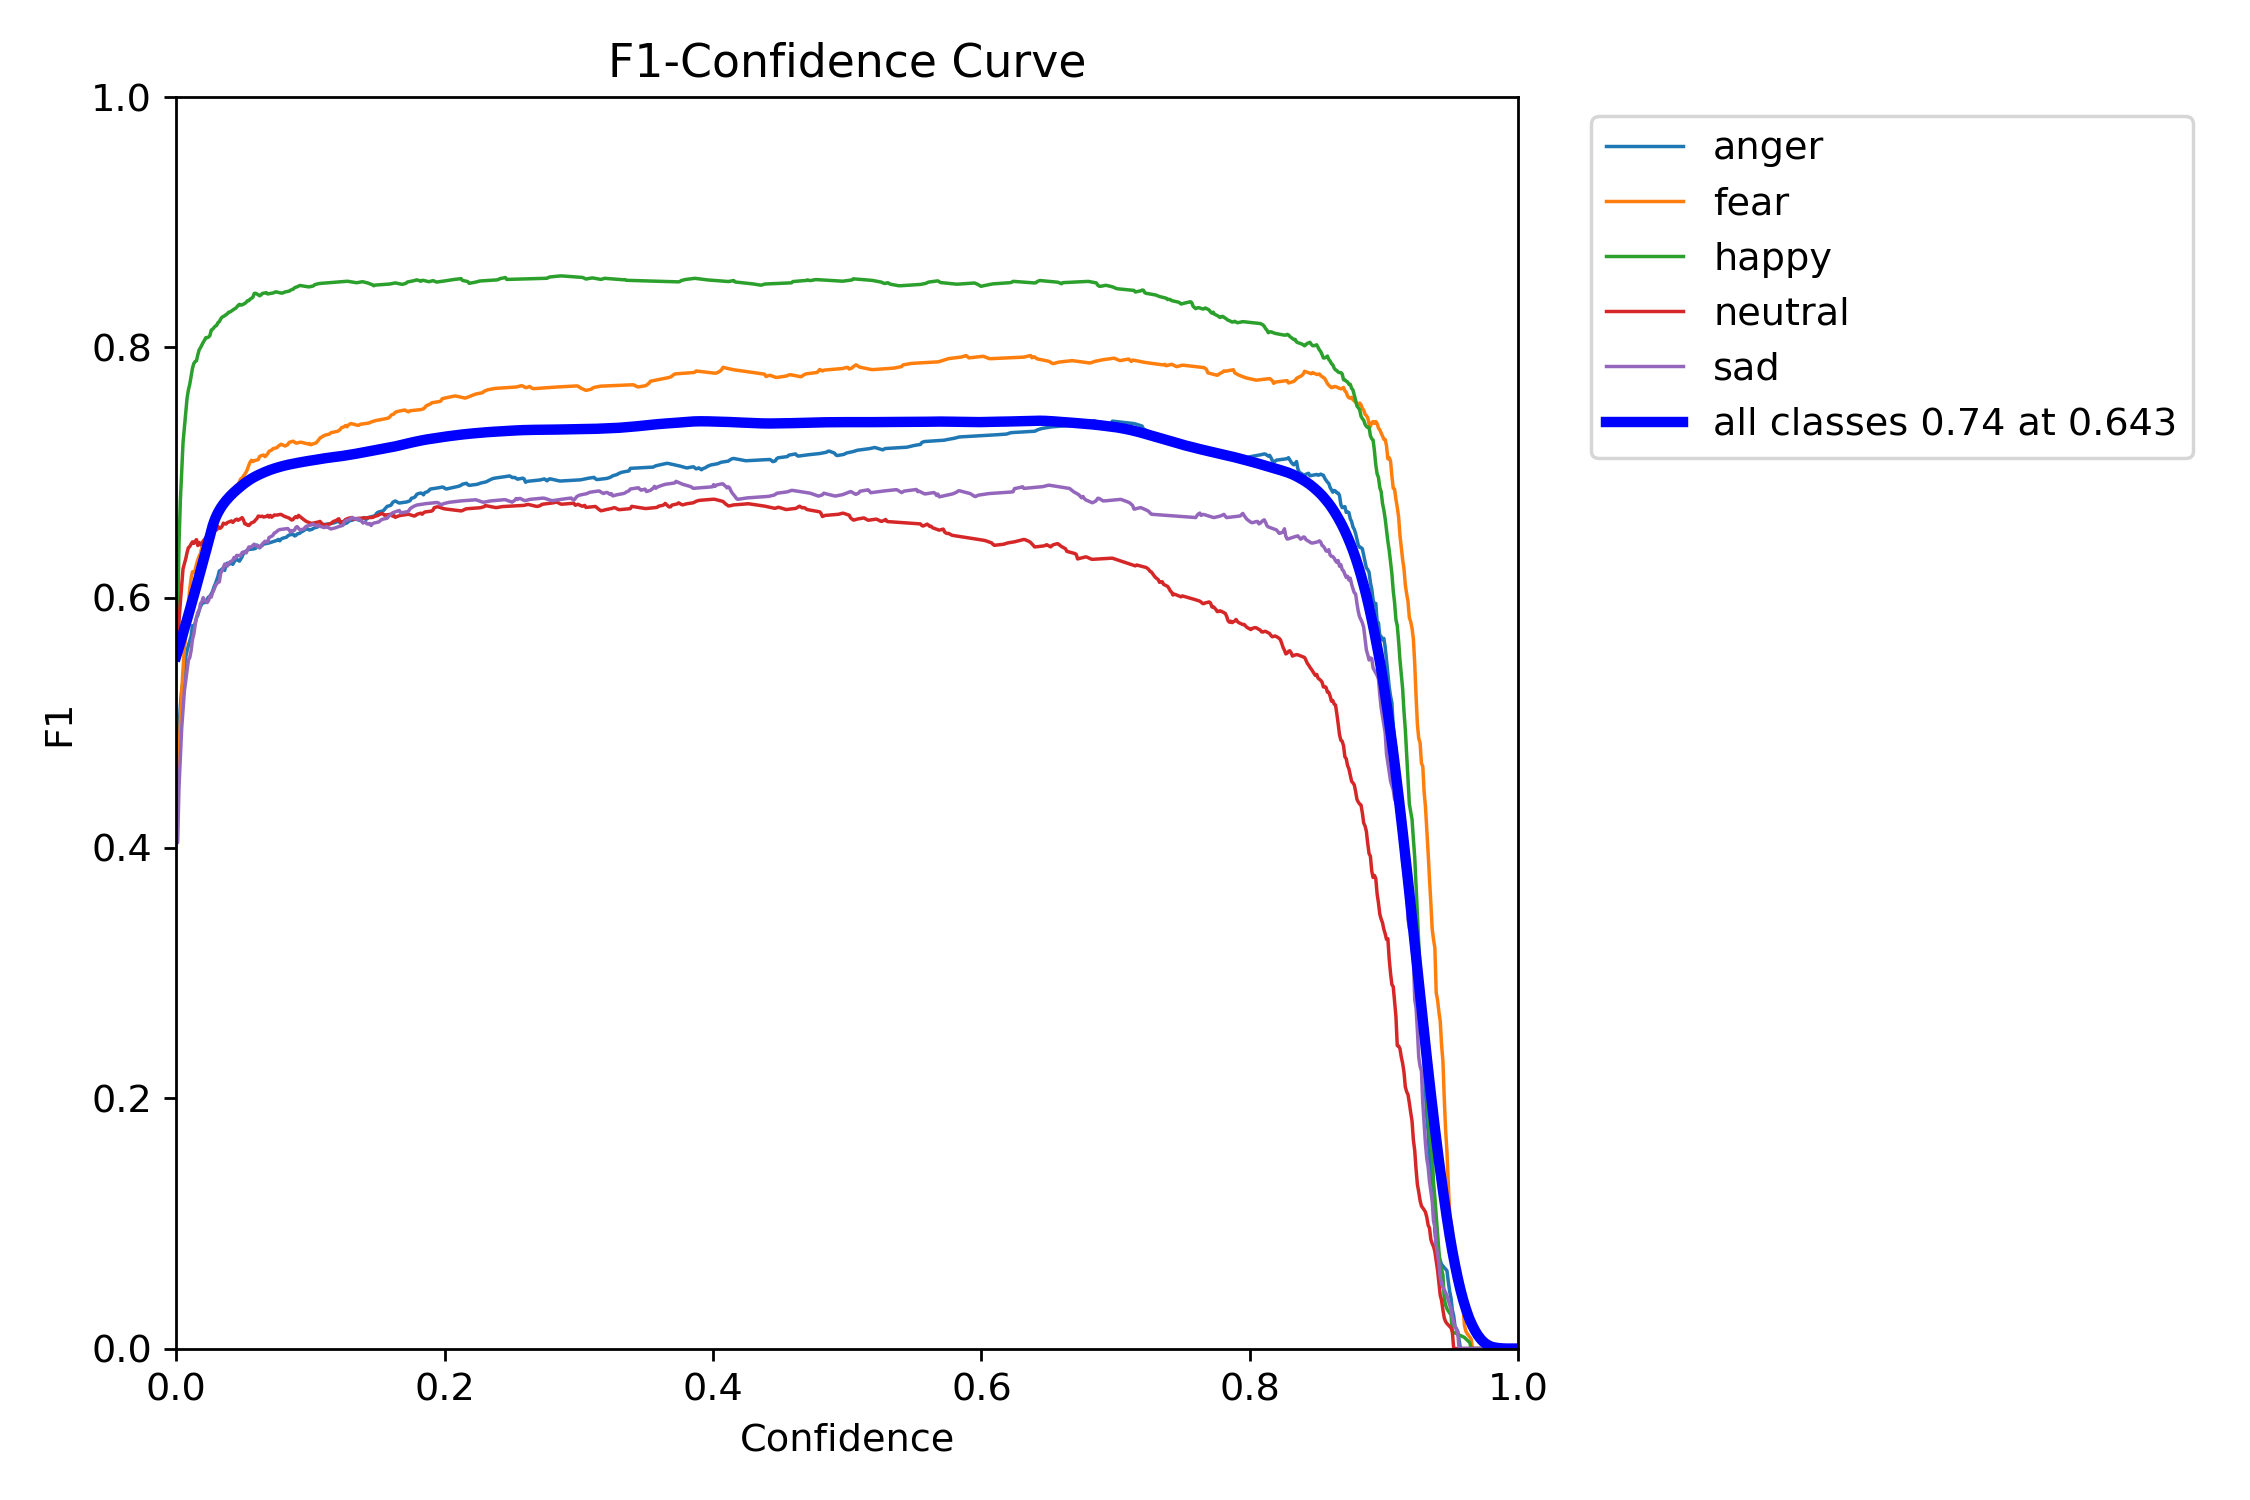 F1-Confidence Curve
1.0
0.8
0.6
0.4
0.2
0.0
F1
0.0 0.2 0.4 0.6 0.8 1.0
Confidence
anger
fear
happy
neutral
sad
all classes 0.74 at 0.643